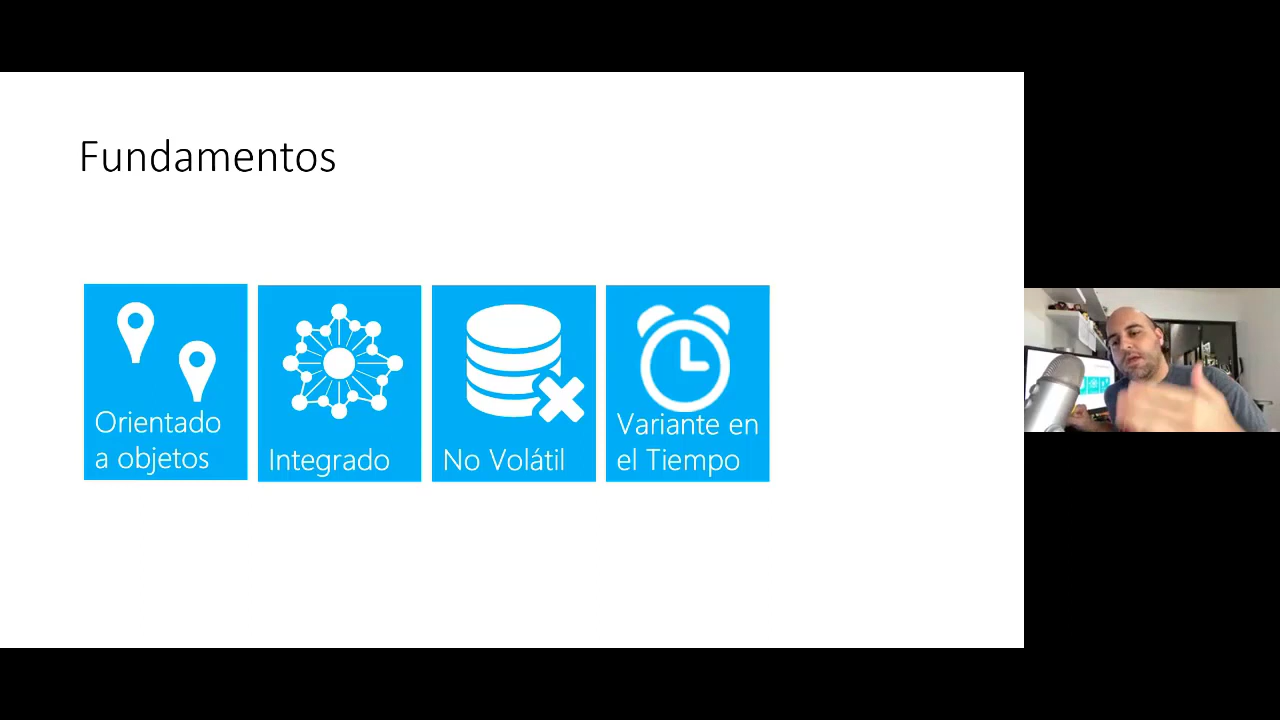 Fundamentos
Orientado
a objetos
Integrado
No Volátil
Variante en
el Tiempo